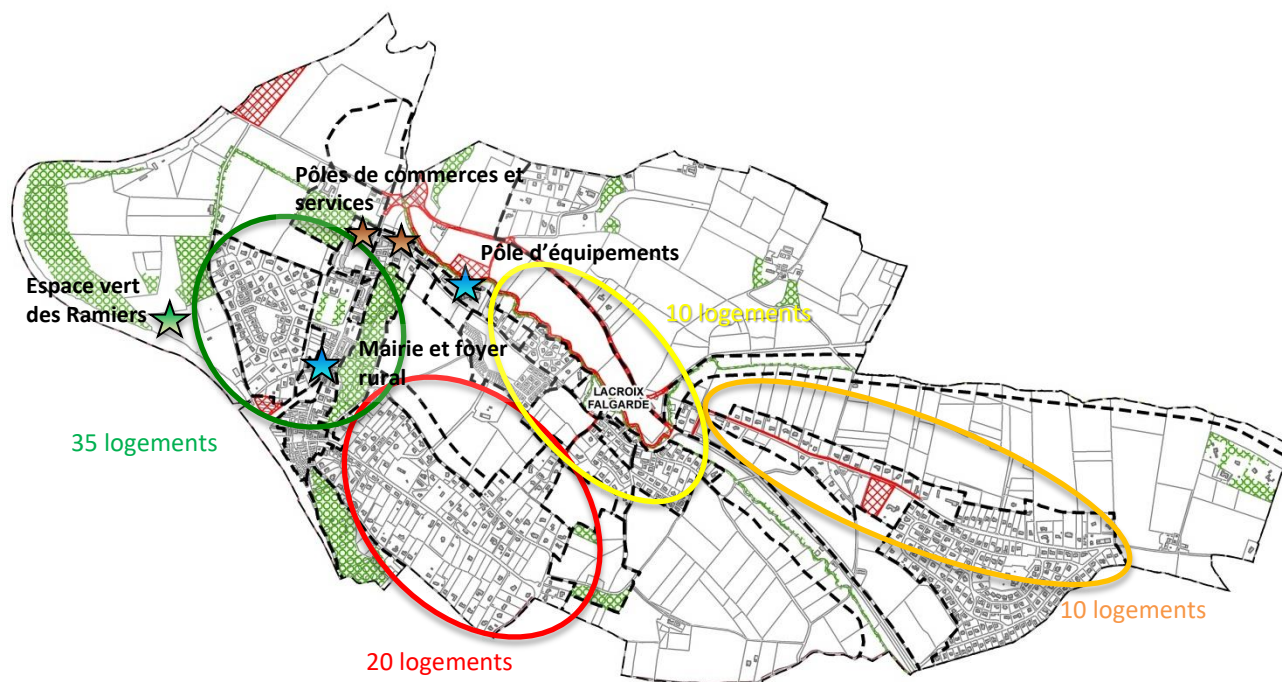 Pôles de commerces et
services
Pôle d’équipements
Espace vert
des Ramiers
10 logements
Mairie et foyer
rural
LACROIX
FALGARDE
35 logements
10 logements
20 logements